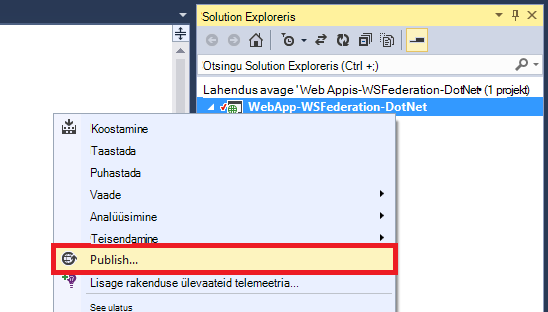 Solution Exploreris
Otsingu Solution Exploreris (Ctrl +;)
Lahendus avage 'Web Appis-WSFederation-DotNet• (1 projekt)
WebApp-WSFederation-DotNet
Koostamine
Taastada
Puhastada
Vaade
Analüüsimine
Teisendamine
Publish...
Lisage rakenduse ülevaateid telemeetria...
See ulatus